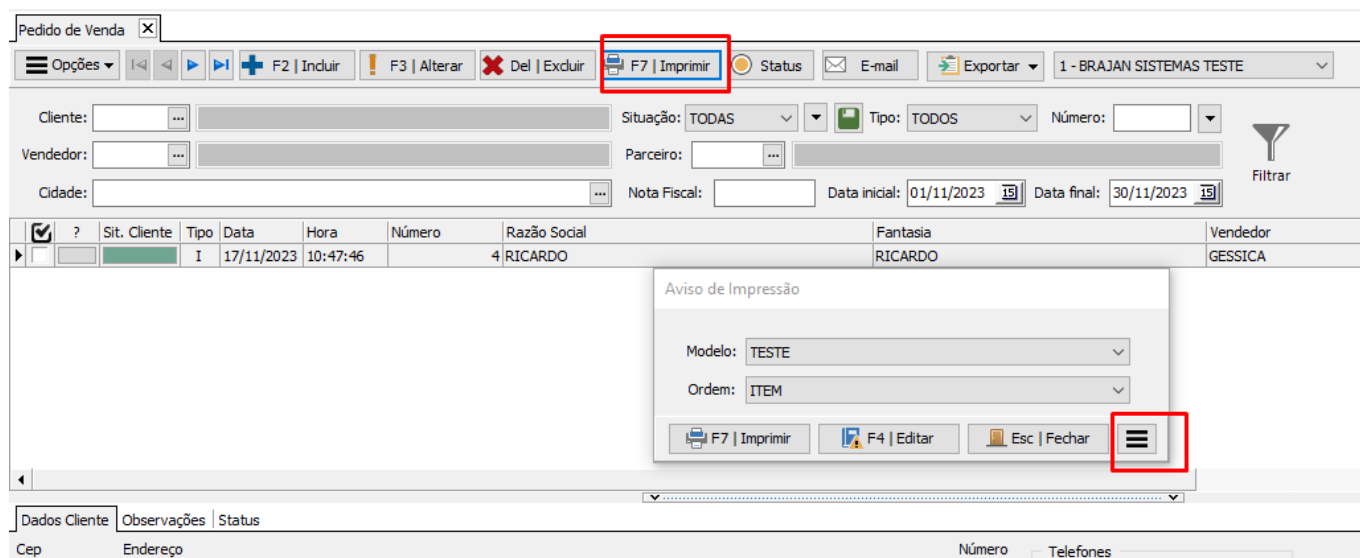 Pedido de Venda
Opções F2 | Incluir F3 | Alterar Del | Excluir F7 | Imprimir Status E-mail Exportar 1 - BRAJAN SISTEMAS TESTE
Cliente: ... Situação: TODAS Tipo: TODOS Número:
Vendedor: ... Parceiro: ...
Filtrar
Cidade: ... Nota Fiscal: Data inicial: 01/11/2023 15 Data final: 30/11/2023 15
? Sit. Cliente Tipo Data Hora Número Razão Social Fantasia Vendedor
I 17/11/2023 10:47:46 4 RICARDO RICARDO GESSICA
Aviso de Impressão
Modelo: TESTE
Ordem: ITEM
F7 | Imprimir F4 | Editar Esc | Fechar
Dados Cliente Observações Status
Cep Endereço Número Telefones